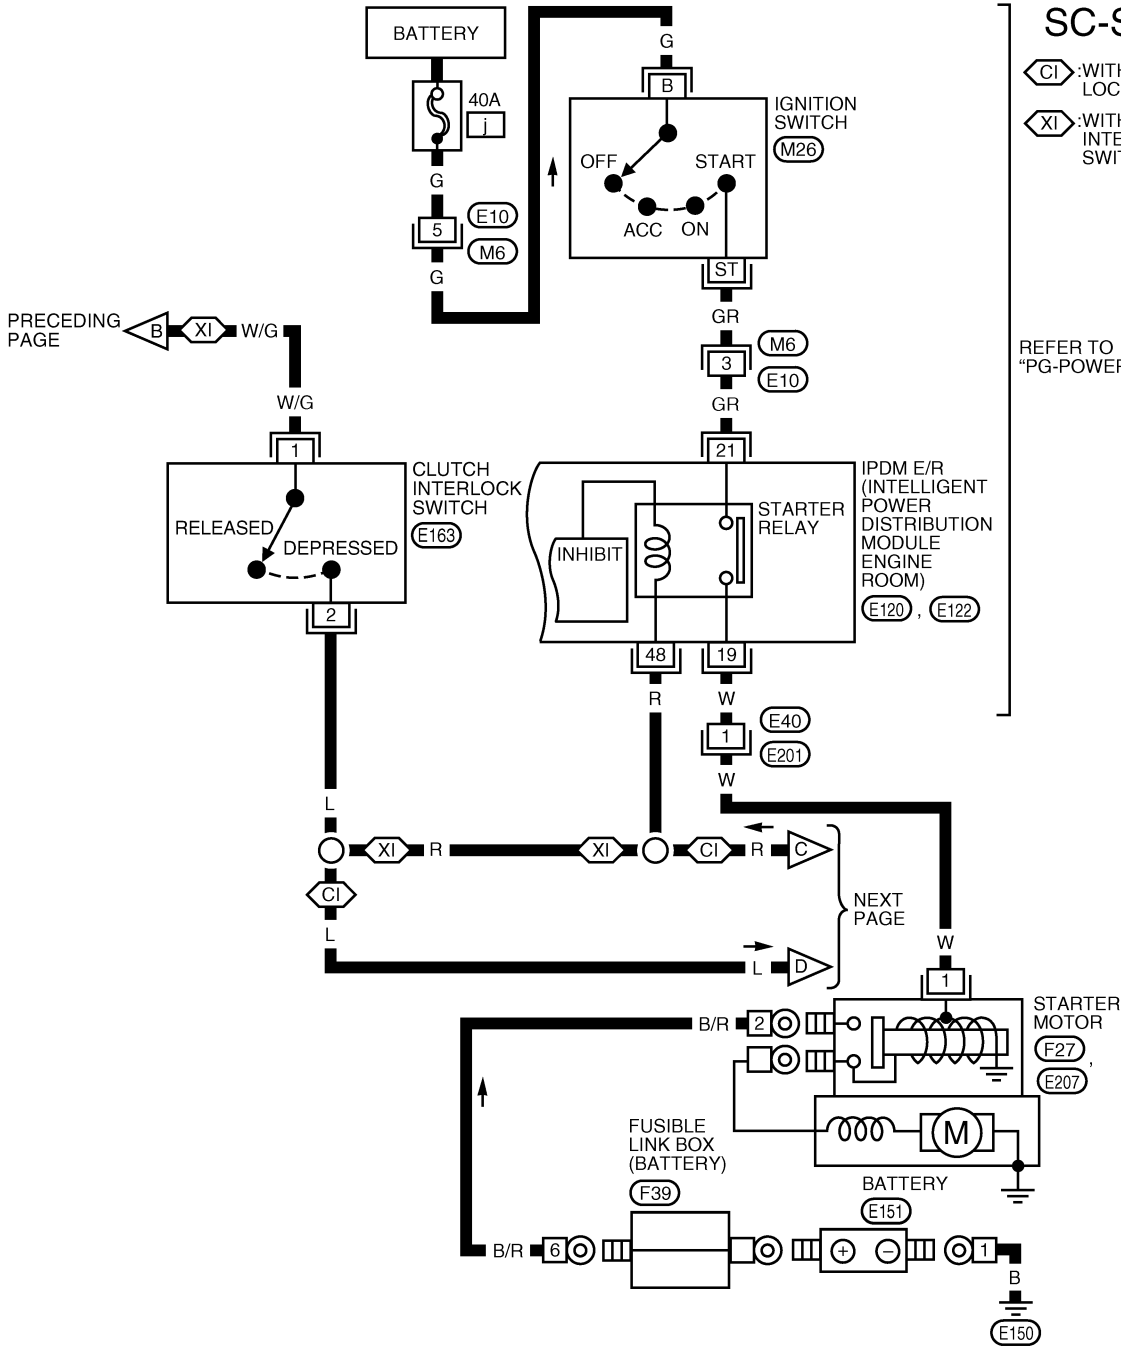 SC-S
BATTERY
G
B
CI :WITH
LOC
XI :WITH
INTE
SWIT
40A
j
IGNITION
SWITCH
M26
OFF
START
ACC
ON
G
5
E10
M6
G
ST
GR
PRECEDING
PAGE
B
XI
W/G
3
M6
E10
REFER TO
“PG-POWER
W/G
GR
1
21
CLUTCH
INTERLOCK
SWITCH
E163
RELEASED
DEPRESSED
2
IPDM E/R
(INTELLIGENT
POWER
DISTRIBUTION
MODULE
ENGINE
ROOM)
E120 , E122
STARTER
RELAY
INHIBIT
48
19
R
W
1
E40
E201
W
L
XI
R
XI
CI
R
C
CI
NEXT
PAGE
L
L
D
W
1
STARTER
MOTOR
F27 ,
E207
B/R
2
M
FUSIBLE
LINK BOX
(BATTERY)
F39
BATTERY
E151
B/R
6
+
−
1
B
E150